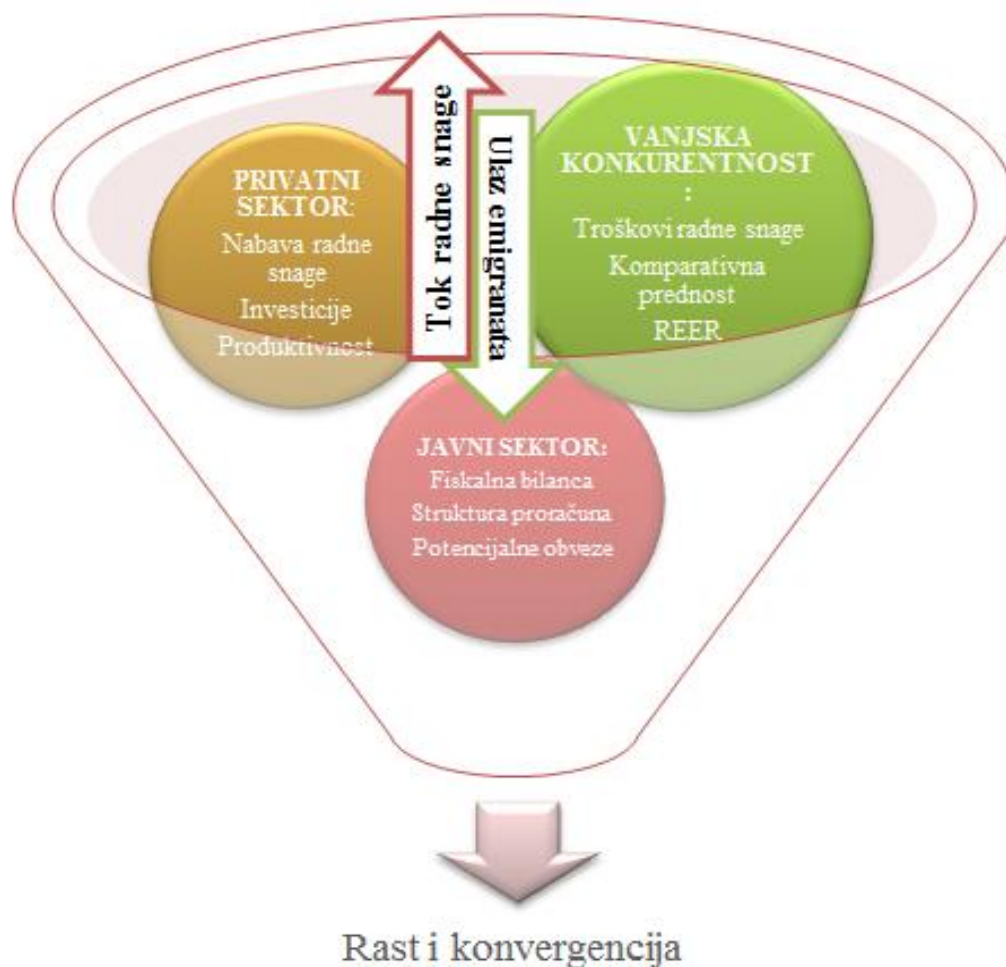 PRIVATNI
SEKTOR:
Nabava radne
snage
Investicije
Produktivnost
Tok radne snage
Ulaz emigranata
VANJSKA
KONKURENTNOST
:
Troškovi radne snage
Komparativna
prednost
REER
JAVNI SEKTOR:
Fiskalna bilanca
Struktura proračuna
Potencijalne obveze
Rast i konvergencija